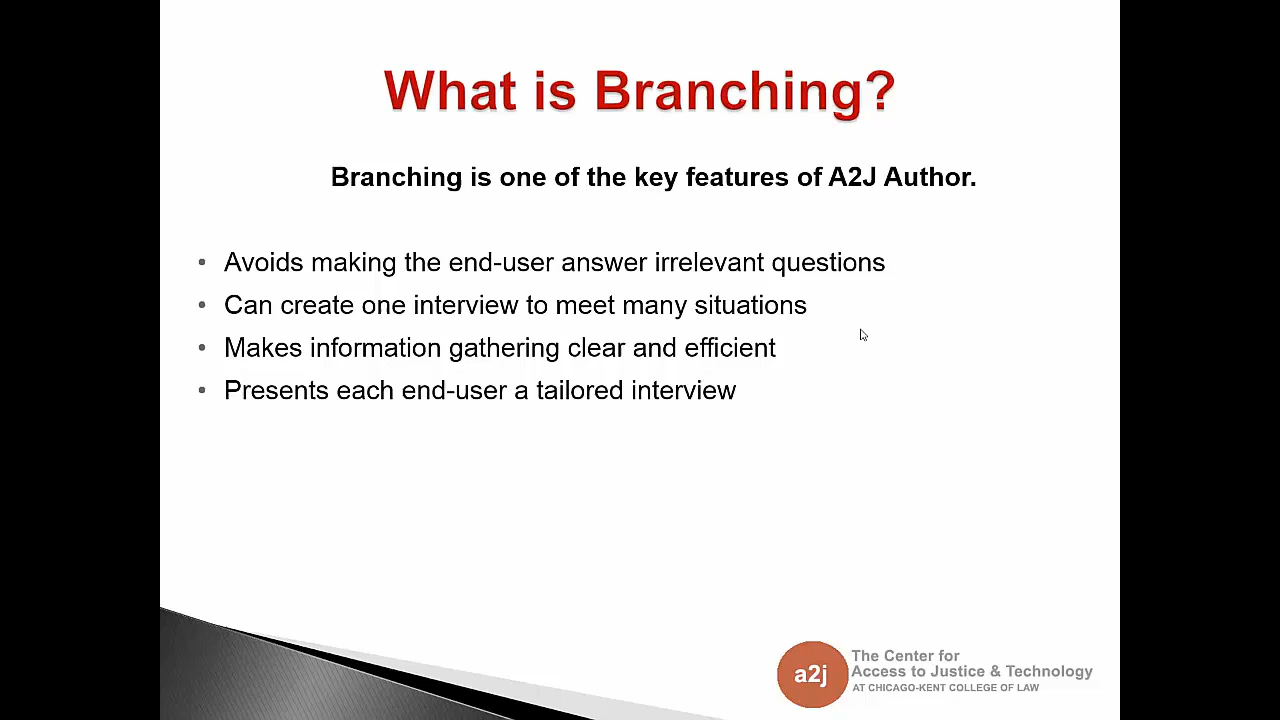 What is Branching?
Branching is one of the key features of A2J Author.
• Avoids making the end-user answer irrelevant questions
• Can create one interview to meet many situations
• Makes information gathering clear and efficient
• Presents each end-user a tailored interview
a2j
The Center for
Access to Justice & Technology
AT CHICAGO-KENT COLLEGE OF LAW